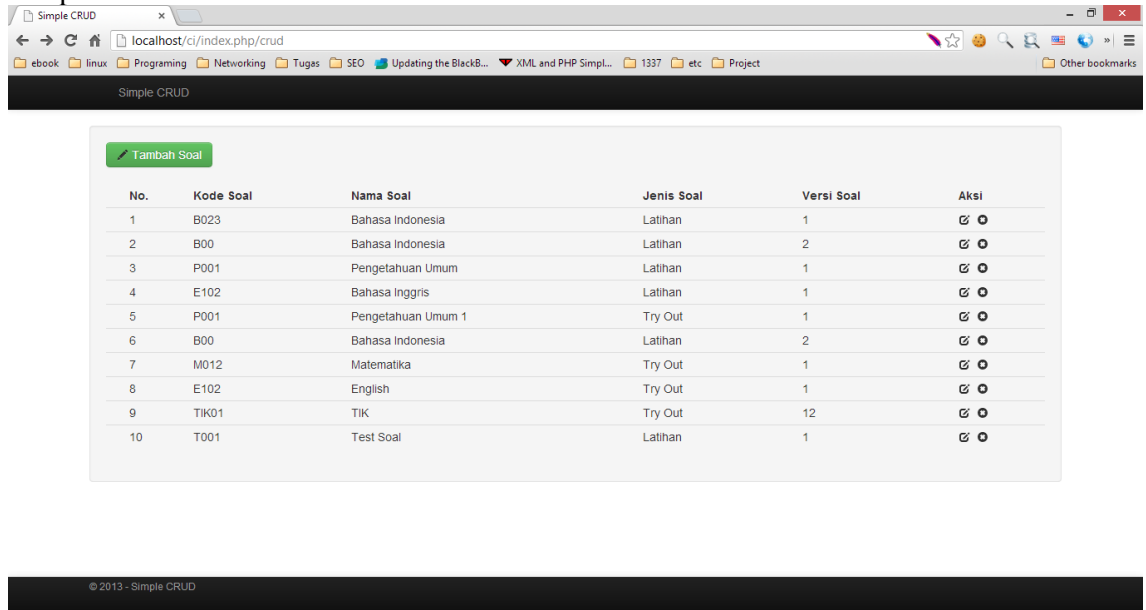 Simple CRUD
localhost/ci/index.php/crud
ebook linux Programing Networking Tugas SEO Updating the BlackB... XML and PHP Simpl... 1337 etc Project Other bookmarks
Simple CRUD
Tambah Soal
No. Kode Soal Nama Soal Jenis Soal Versi Soal Aksi
1 B023 Bahasa Indonesia Latihan 1
2 B00 Bahasa Indonesia Latihan 2
3 P001 Pengetahuan Umum Latihan 1
4 E102 Bahasa Inggris Latihan 1
5 P001 Pengetahuan Umum 1 Try Out 1
6 B00 Bahasa Indonesia Latihan 2
7 M012 Matematika Try Out 1
8 E102 English Try Out 1
9 TIK01 TIK Try Out 12
10 T001 Test Soal Latihan 1
© 2013 - Simple CRUD